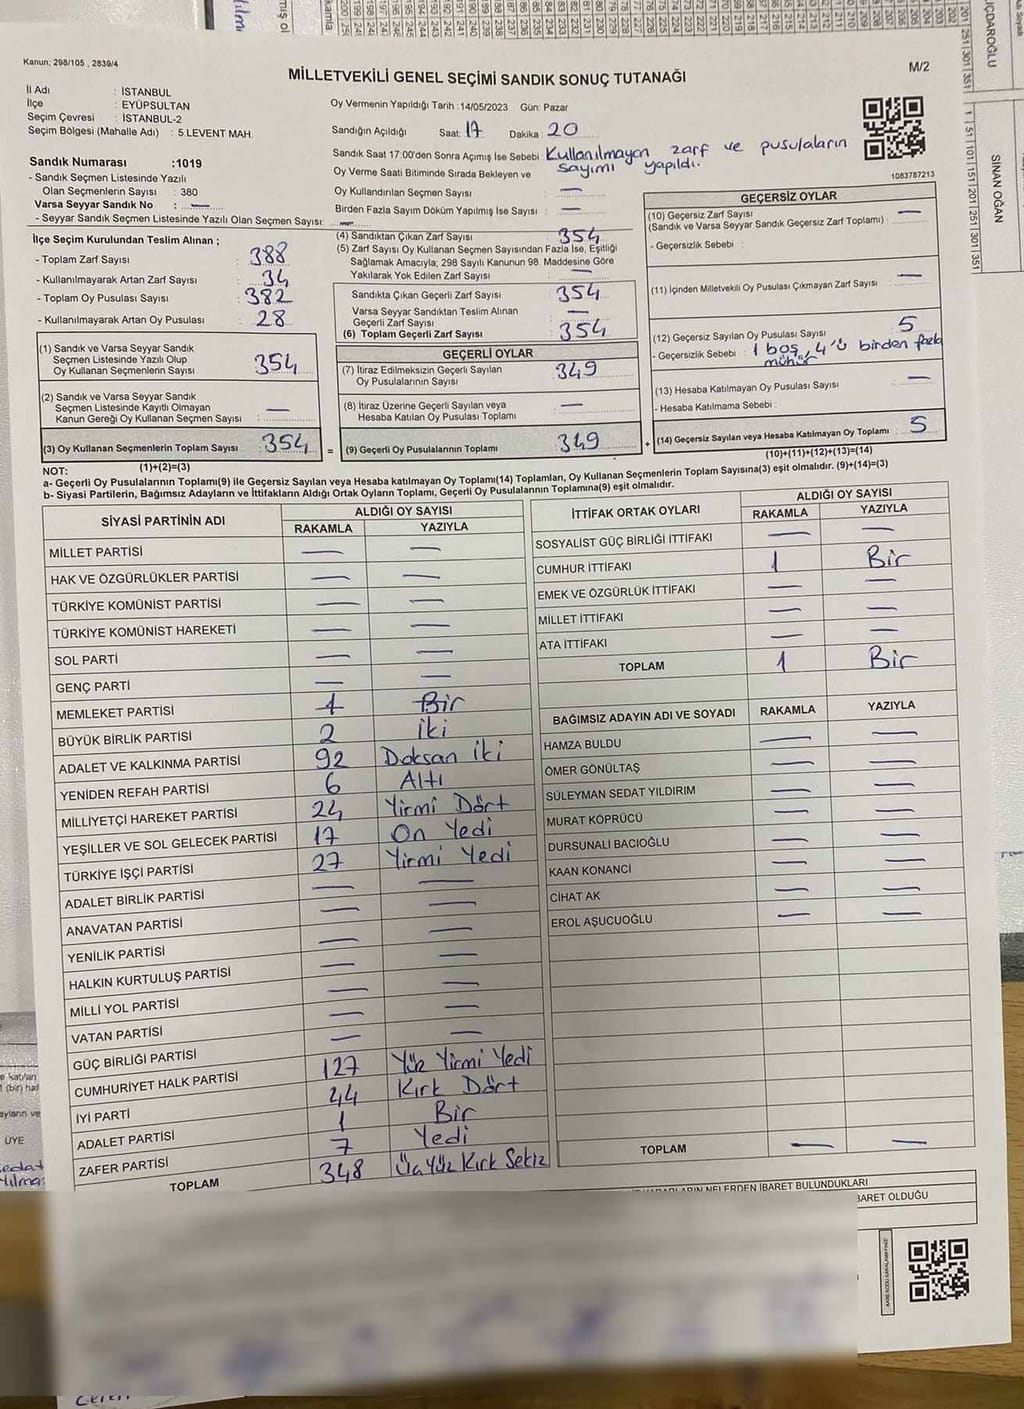 Kanun; 298/105 , 2839/4
M/2
MİLLETVEKİLİ GENEL SEÇİMİ SANDIK SONUÇ TUTANAĞI
İl Adı : İSTANBUL
İlçe : EYÜPSULTAN
Seçim Çevresi : İSTANBUL-2
Seçim Bölgesi (Mahalle Adı) : 5.LEVENT MAH.
Sandık Numarası :1019
- Sandık Seçmen Listesinde Yazılı
Olan Seçmenlerin Sayısı : 380
Varsa Seyyar Sandık No : —
- Seyyar Sandık Seçmen Listesinde Yazılı Olan Seçmen Sayısı: —
Oy Vermenin Yapıldığı Tarih :14/05/2023 Gün: Pazar
Sandığın Açıldığı Saat: 17 Dakika : 20
Sandık Saat 17:00'den Sonra Açımış İse Sebebi : Kullanılmayan zarf ve pusulaların
sayımı yapıldı.
Oy Verme Saati Bitiminde Sırada Bekleyen ve
Oy Kullandırılan Seçmen Sayısı —
Birden Fazla Sayım Döküm Yapılmış İse Sayısı : —
1083787213
İlçe Seçim Kurulundan Teslim Alınan ;
- Toplam Zarf Sayısı : 388
- Kullanılmayarak Artan Zarf Sayısı : 34
- Toplam Oy Pusulası Sayısı : 382
- Kullanılmayarak Artan Oy Pusulası : 28
(1) Sandık ve Varsa Seyyar Sandık
Seçmen Listesinde Yazılı Olup
Oy Kullanan Seçmenlerin Sayısı : 354
(2) Sandık ve Varsa Seyyar Sandık
Seçmen Listesinde Kayıtlı Olmayan
Kanun Gereği Oy Kullanan Seçmen Sayısı : —
(3) Oy Kullanan Seçmenlerin Toplam Sayısı : 354
(1)+(2)=(3)
(4) Sandıktan Çıkan Zarf Sayısı : 354
(5) Zarf Sayısı Oy Kullanan Seçmen Sayısından Fazla İse, Eşitliği
Sağlamak Amacıyla; 298 Sayılı Kanunun 98. Maddesine Göre
Yakılarak Yok Edilen Zarf Sayısı : —
Sandıkta Çıkan Geçerli Zarf Sayısı : 354
Varsa Seyyar Sandıktan Teslim Alınan
Geçerli Zarf Sayısı : —
(6) Toplam Geçerli Zarf Sayısı : 354
GEÇERLİ OYLAR
(7) İtiraz Edilmeksizin Geçerli Sayılan
Oy Pusulalarının Sayısı : 349
(8) İtiraz Üzerine Geçerli Sayılan veya
Hesaba Katılan Oy Pusulası Toplamı : —
= (9) Geçerli Oy Pusulalarının Toplamı : 349 +
GEÇERSİZ OYLAR
(10) Geçersiz Zarf Sayısı —
(Sandık ve Varsa Seyyar Sandık Geçersiz Zarf Toplamı) :
- Geçersizlik Sebebi :
(11) İçinden Milletvekili Oy Pusulası Çıkmayan Zarf Sayısı : —
(12) Geçersiz Sayılan Oy Pusulası Sayısı : 5
- Geçersizlik Sebebi : 1 boş, 4'ü birden fazla
mühür
(13) Hesaba Katılmayan Oy Pusulası Sayısı : —
- Hesaba Katılmama Sebebi :
(14) Geçersiz Sayılan veya Hesaba Katılmayan Oy Toplamı : 5
(10)+(11)+(12)+(13)=(14)
NOT:
a- Geçerli Oy Pusulalarının Toplamı(9) ile Geçersiz Sayılan veya Hesaba katılmayan Oy Toplamı(14) Toplamları, Oy Kullanan Seçmenlerin Toplam Sayısına(3) eşit olmalıdır. (9)+(14)=(3)
b- Siyasi Partilerin, Bağımsız Adayların ve İttifakların Aldığı Ortak Oyların Toplamı, Geçerli Oy Pusulalarının Toplamına(9) eşit olmalıdır.
SİYASİ PARTİNİN ADI ALDIĞI OY SAYISI
RAKAMLA YAZIYLA
MİLLET PARTİSİ — —
HAK VE ÖZGÜRLÜKLER PARTİSİ — —
TÜRKİYE KOMÜNİST PARTİSİ — —
TÜRKİYE KOMÜNİST HAREKETİ — —
SOL PARTİ — —
GENÇ PARTİ — —
MEMLEKET PARTİSİ 1 Bir
BÜYÜK BİRLİK PARTİSİ 2 İki
ADALET VE KALKINMA PARTİSİ 92 Doksan İki
YENİDEN REFAH PARTİSİ 6 Altı
MİLLİYETÇİ HAREKET PARTİSİ 24 Yirmi Dört
YEŞİLLER VE SOL GELECEK PARTİSİ 17 On Yedi
TÜRKİYE İŞÇİ PARTİSİ 27 Yirmi Yedi
ADALET BİRLİK PARTİSİ — —
ANAVATAN PARTİSİ — —
YENİLİK PARTİSİ — —
HALKIN KURTULUŞ PARTİSİ — —
MİLLİ YOL PARTİSİ — —
VATAN PARTİSİ — —
GÜÇ BİRLİĞİ PARTİSİ — —
CUMHURİYET HALK PARTİSİ 127 Yüz Yirmi Yedi
İYİ PARTİ 44 Kırk Dört
ADALET PARTİSİ 1 Bir
ZAFER PARTİSİ 7 Yedi
TOPLAM 348 Üçyüz Kırk Sekiz
İTTİFAK ORTAK OYLARI ALDIĞI OY SAYISI
RAKAMLA YAZIYLA
SOSYALİST GÜÇ BİRLİĞİ İTTİFAKI — —
CUMHUR İTTİFAKI 1 Bir
EMEK VE ÖZGÜRLÜK İTTİFAKI — —
MİLLET İTTİFAKI — —
ATA İTTİFAKI — —
TOPLAM 1 Bir
BAĞIMSIZ ADAYIN ADI VE SOYADI RAKAMLA YAZIYLA
HAMZA BULDU — —
ÖMER GÖNÜLTAŞ — —
SÜLEYMAN SEDAT YILDIRIM — —
MURAT KÖPRÜCÜ — —
DURSUNALİ BACIOĞLU — —
KAAN KONANCİ — —
CİHAT AK — —
EROL AŞUCUOĞLU — —
TOPLAM — —
NELERDEN İBARET BULUNDUKLARI
BARET OLDUĞU
SİNAN OĞAN
ÜYE